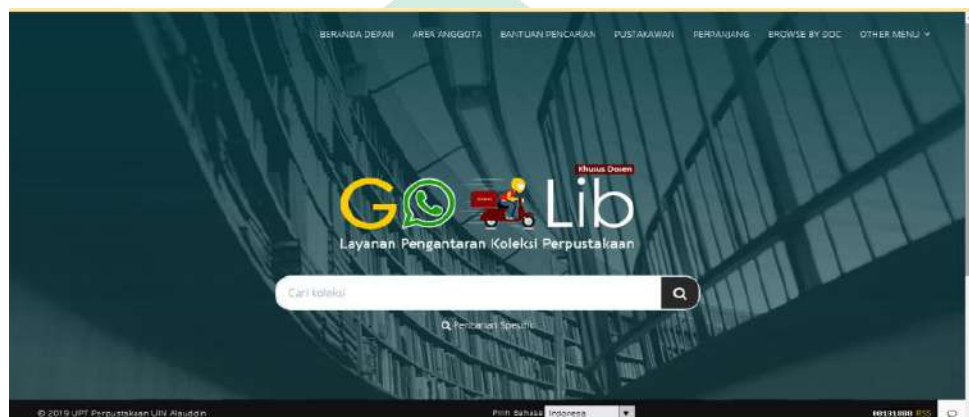 BERANDA DEPAN AREA ANGGOTA BANTUAN PENCARIAN PUSTAKAWAN PERPANJANG BROWSE BY DDC OTHER MENU
Khusus Dosen
GO Lib
Layanan Pengantaran Koleksi Perpustakaan
Cari koleksi
Pencarian Spesifik
© 2019 UPT Perpustakaan UIN Alauddin Pilih Bahasa Indonesia RSS